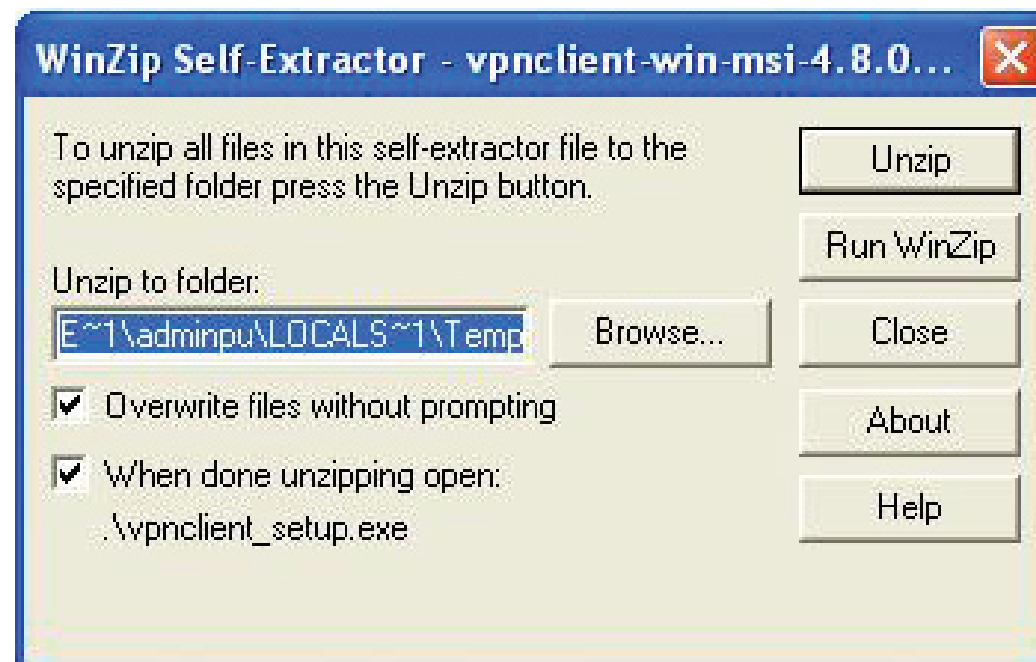 WinZip Self-Extractor - vpnclient-win-msi-4.8.0...
To unzip all files in this self-extractor file to the
specified folder press the Unzip button.
Unzip to folder:
E~1\adminpu\LOCALS~1\Temp
Browse...
Overwrite files without prompting
When done unzipping open:
.\vpnclient_setup.exe
Unzip
Run WinZip
Close
About
Help